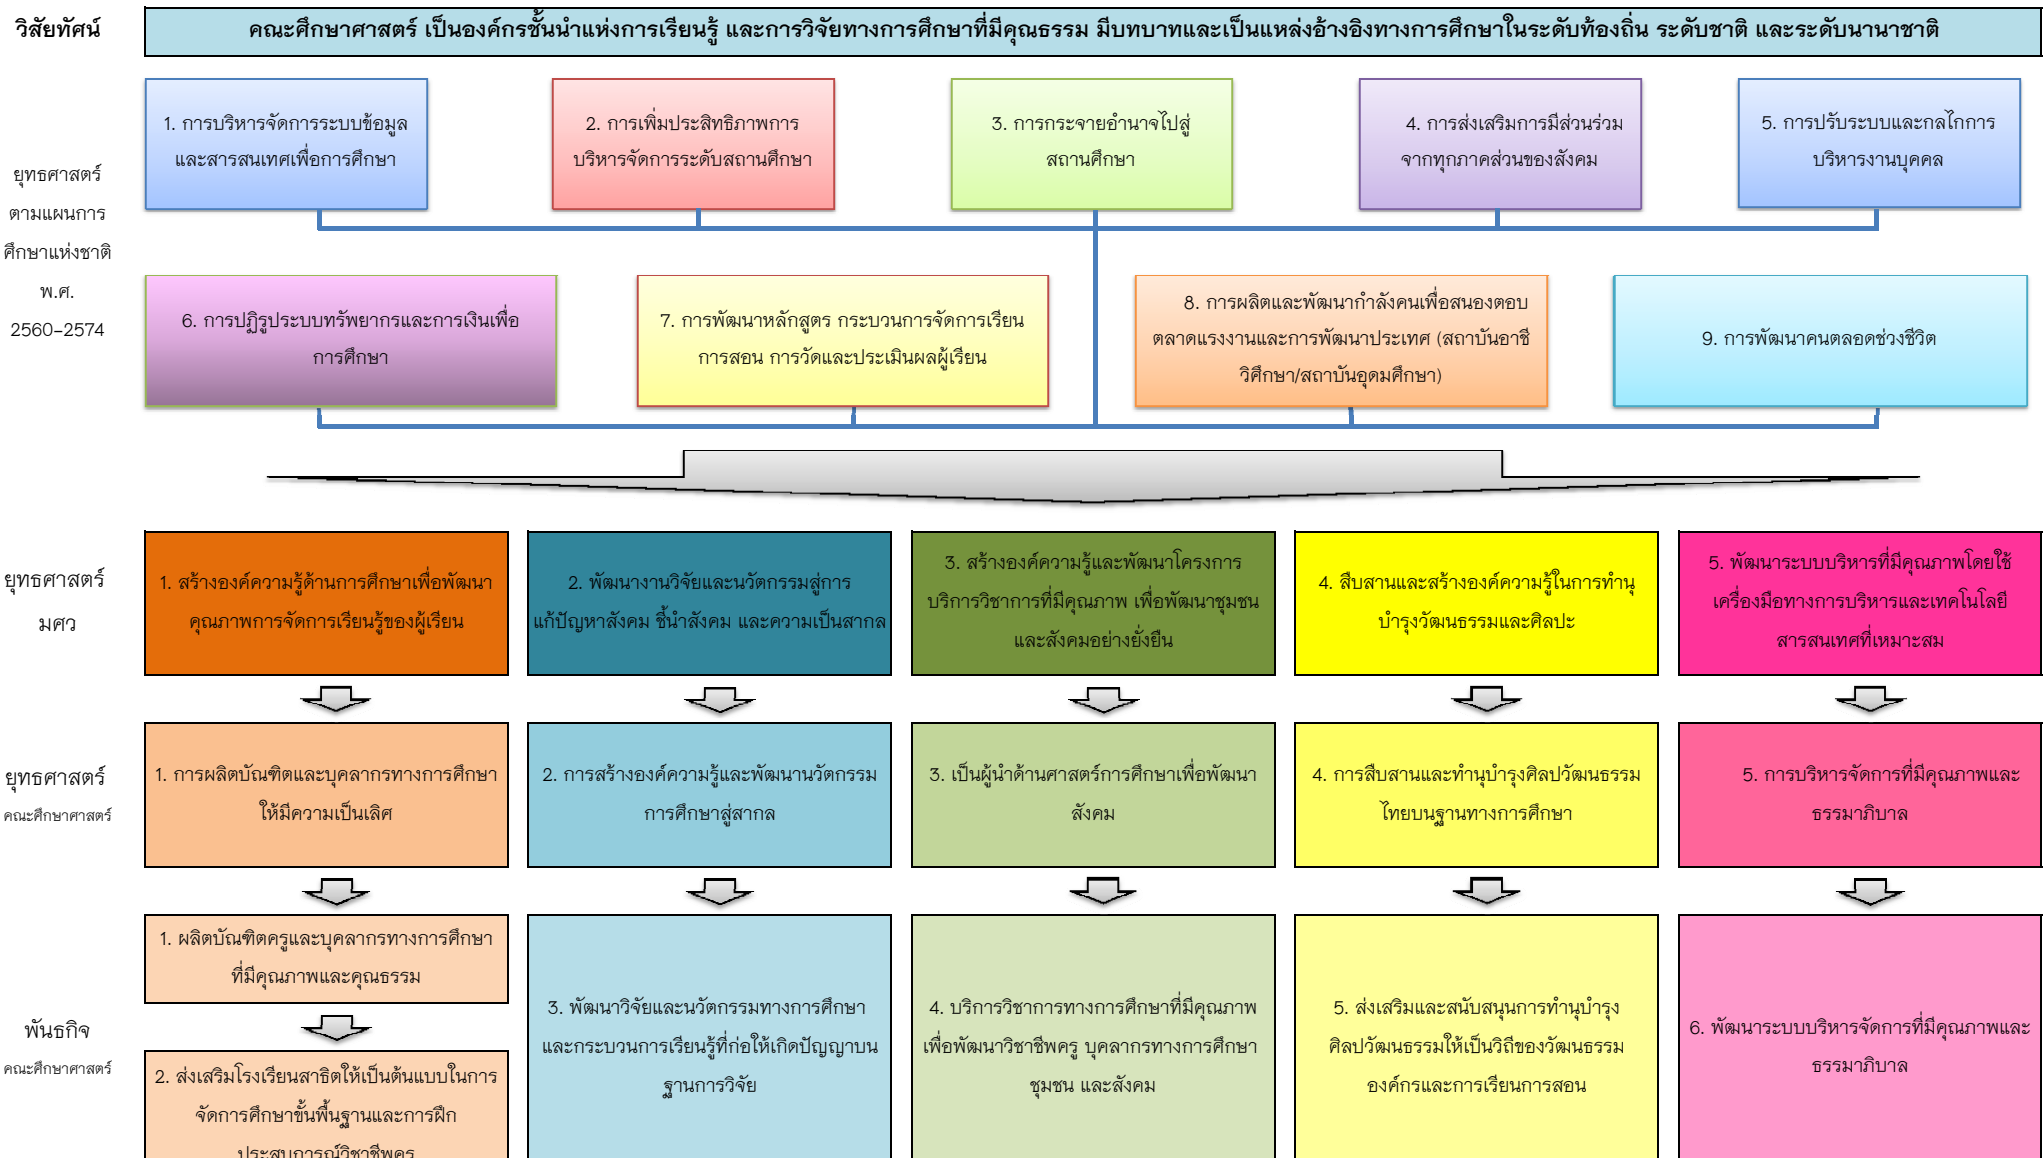 วิสัยทัศน์
คณะศึกษาศาสตร์ เป็นองค์กรชั้นนำแห่งการเรียนรู้ และการวิจัยทางการศึกษาที่มีคุณธรรม มีบทบาทและเป็นแหล่งอ้างอิงทางการศึกษาในระดับท้องถิ่น ระดับชาติ และระดับนานาชาติ
ยุทธศาสตร์
ตามแผนการ
ศึกษาแห่งชาติ
พ.ศ.
2560-2574
1. การบริหารจัดการระบบข้อมูล
และสารสนเทศเพื่อการศึกษา
2. การเพิ่มประสิทธิภาพการ
บริหารจัดการระดับสถานศึกษา
3. การกระจายอำนาจไปสู่
สถานศึกษา
4. การส่งเสริมการมีส่วนร่วม
จากทุกภาคส่วนของสังคม
5. การปรับระบบและกลไกการ
บริหารงานบุคคล
6. การปฏิรูประบบทรัพยากรและการเงินเพื่อ
การศึกษา
7. การพัฒนาหลักสูตร กระบวนการจัดการเรียน
การสอน การวัดและประเมินผลผู้เรียน
8. การผลิตและพัฒนากำลังคนเพื่อสนองตอบ
ตลาดแรงงานและการพัฒนาประเทศ (สถาบันอาชี
วิศึกษา/สถาบันอุดมศึกษา)
9. การพัฒนาคนตลอดช่วงชีวิต
ยุทธศาสตร์
มศว
1. สร้างองค์ความรู้ด้านการศึกษาเพื่อพัฒนา
คุณภาพการจัดการเรียนรู้ของผู้เรียน
2. พัฒนางานวิจัยและนวัตกรรมสู่การ
แก้ปัญหาสังคม ชี้นำสังคม และความเป็นสากล
3. สร้างองค์ความรู้และพัฒนาโครงการ
บริการวิชาการที่มีคุณภาพ เพื่อพัฒนาชุมชน
และสังคมอย่างยั่งยืน
4. สืบสานและสร้างองค์ความรู้ในการทำนุ
บำรุงวัฒนธรรมและศิลปะ
5. พัฒนาระบบบริหารที่มีคุณภาพโดยใช้
เครื่องมือทางการบริหารและเทคโนโลยี
สารสนเทศที่เหมาะสม
ยุทธศาสตร์
คณะศึกษาศาสตร์
1. การผลิตบัณฑิตและบุคลากรทางการศึกษา
ให้มีความเป็นเลิศ
2. การสร้างองค์ความรู้และพัฒนานวัตกรรม
การศึกษาสู่สากล
3. เป็นผู้นำด้านศาสตร์การศึกษาเพื่อพัฒนา
สังคม
4. การสืบสานและทำนุบำรุงศิลปวัฒนธรรม
ไทยบนฐานทางการศึกษา
5. การบริหารจัดการที่มีคุณภาพและ
ธรรมาภิบาล
พันธกิจ
คณะศึกษาศาสตร์
1. ผลิตบัณฑิตครูและบุคลากรทางการศึกษา
ที่มีคุณภาพและคุณธรรม
2. ส่งเสริมโรงเรียนสาธิตให้เป็นต้นแบบในการ
จัดการศึกษาขั้นพื้นฐานและการฝึก
ประสบการณ์วิชาชีพครู
3. พัฒนาวิจัยและนวัตกรรมทางการศึกษา
และกระบวนการเรียนรู้ที่ก่อให้เกิดปัญญาบน
ฐานการวิจัย
4. บริการวิชาการทางการศึกษาที่มีคุณภาพ
เพื่อพัฒนาวิชาชีพครู บุคลากรทางการศึกษา
ชุมชน และสังคม
5. ส่งเสริมและสนับสนุนการทำนุบำรุง
ศิลปวัฒนธรรมให้เป็นวิถีของวัฒนธรรม
องค์กรและการเรียนการสอน
6. พัฒนาระบบบริหารจัดการที่มีคุณภาพและ
ธรรมาภิบาล